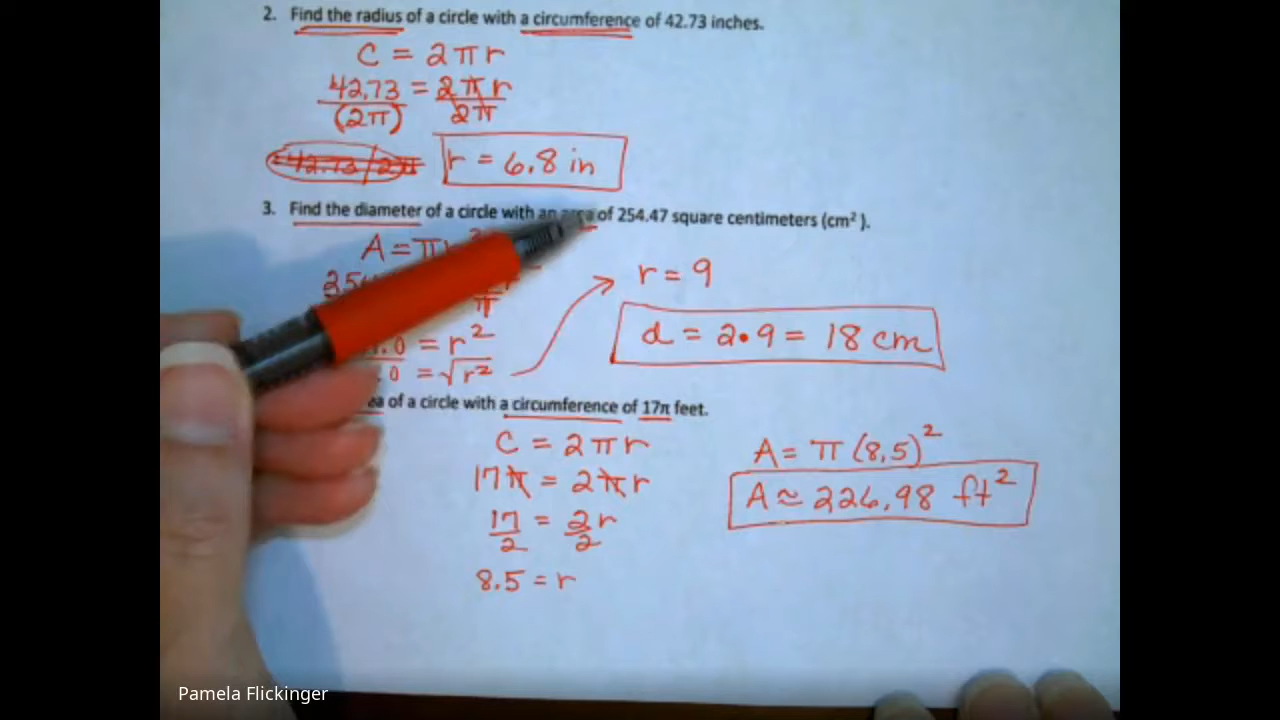 2. Find the radius of a circle with a circumference of 42.73 inches.
C = 2πr
42.73 = 2πr
(2π) 2π
r = 6.8 in
3. Find the diameter of a circle with an area of 254.47 square centimeters (cm²).
A = π
r = 9
d = 2•9 = 18 cm
.0 = r²
.0 = √r²
of a circle with a circumference of 17π feet.
C = 2πr
A = π(8.5)²
17π = 2πr
A ≈ 226.98 ft²
17 = 2r
2 2
8.5 = r
Pamela Flickinger